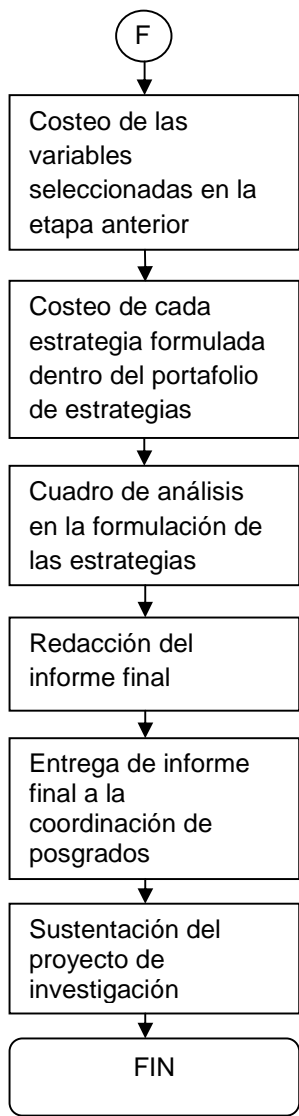 F
Costeo de las
variables
seleccionadas en la
etapa anterior
Costeo de cada
estrategia formulada
dentro del portafolio
de estrategias
Cuadro de análisis
en la formulación de
las estrategias
Redacción del
informe final
Entrega de informe
final a la
coordinación de
posgrados
Sustentación del
proyecto de
investigación
FIN